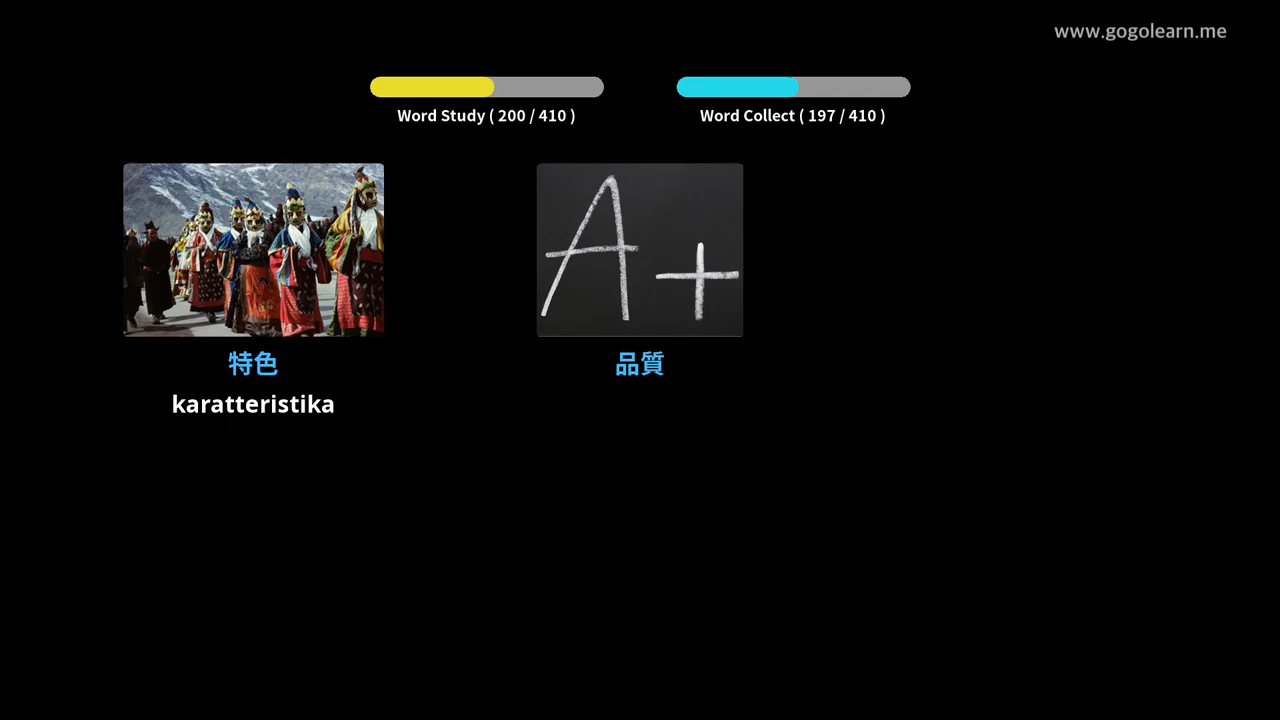 www.gogolearn.me
Word Study ( 200 / 410 )
Word Collect ( 197 / 410 )
A+
特色
品質
karatteristika